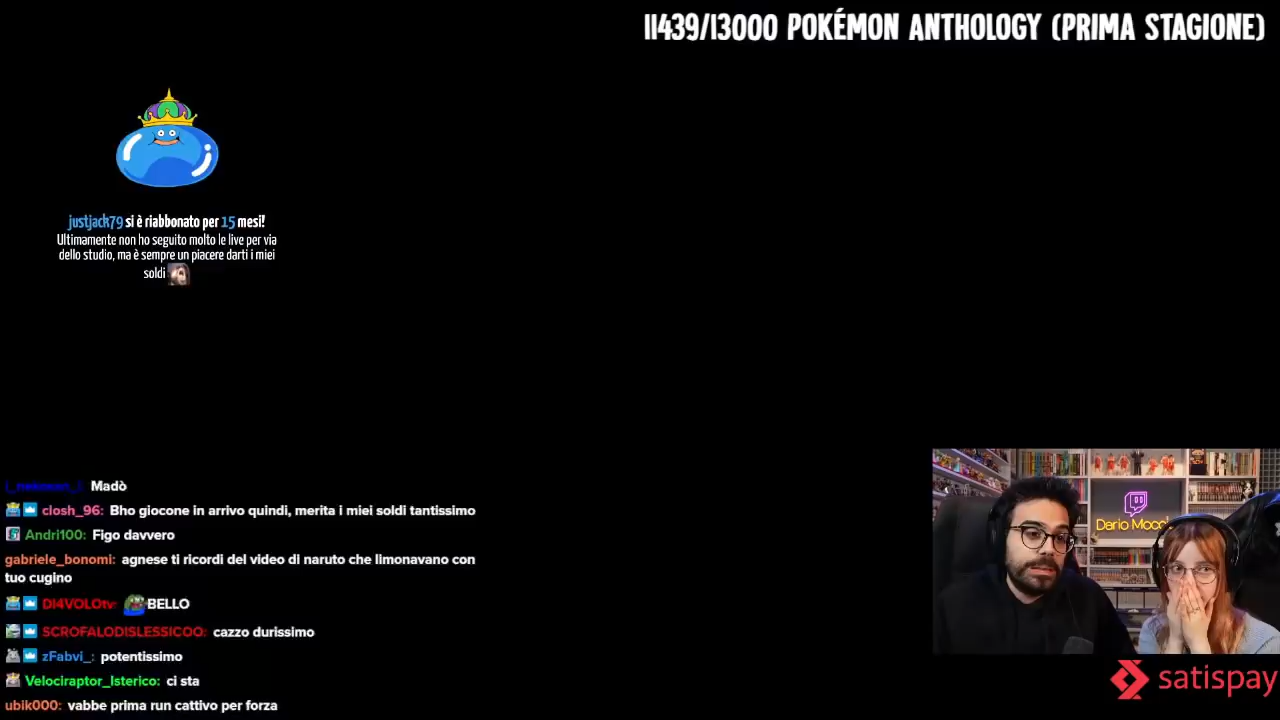 11439/13000 POKÉMON ANTHOLOGY (PRIMA STAGIONE)
justjack79 si è riabbonato per 15 mesi!
Ultimamente non ho seguito molto le live per via
dello studio, ma è sempre un piacere darti i miei
soldi
Madò
closh_96: Bho giocone in arrivo quindi, merita i miei soldi tantissimo
Andri100: Figo davvero
gabriele_bonomi: agnese ti ricordi del video di naruto che limonavano con
tuo cugino
DI4VOLOtv: BELLO
SCROFALODISLESSICOO: cazzo durissimo
zFabvi_: potentissimo
Velociraptor_Isterico: ci sta
ubik000: vabbe prima run cattivo per forza
Dario Mocci
satispay